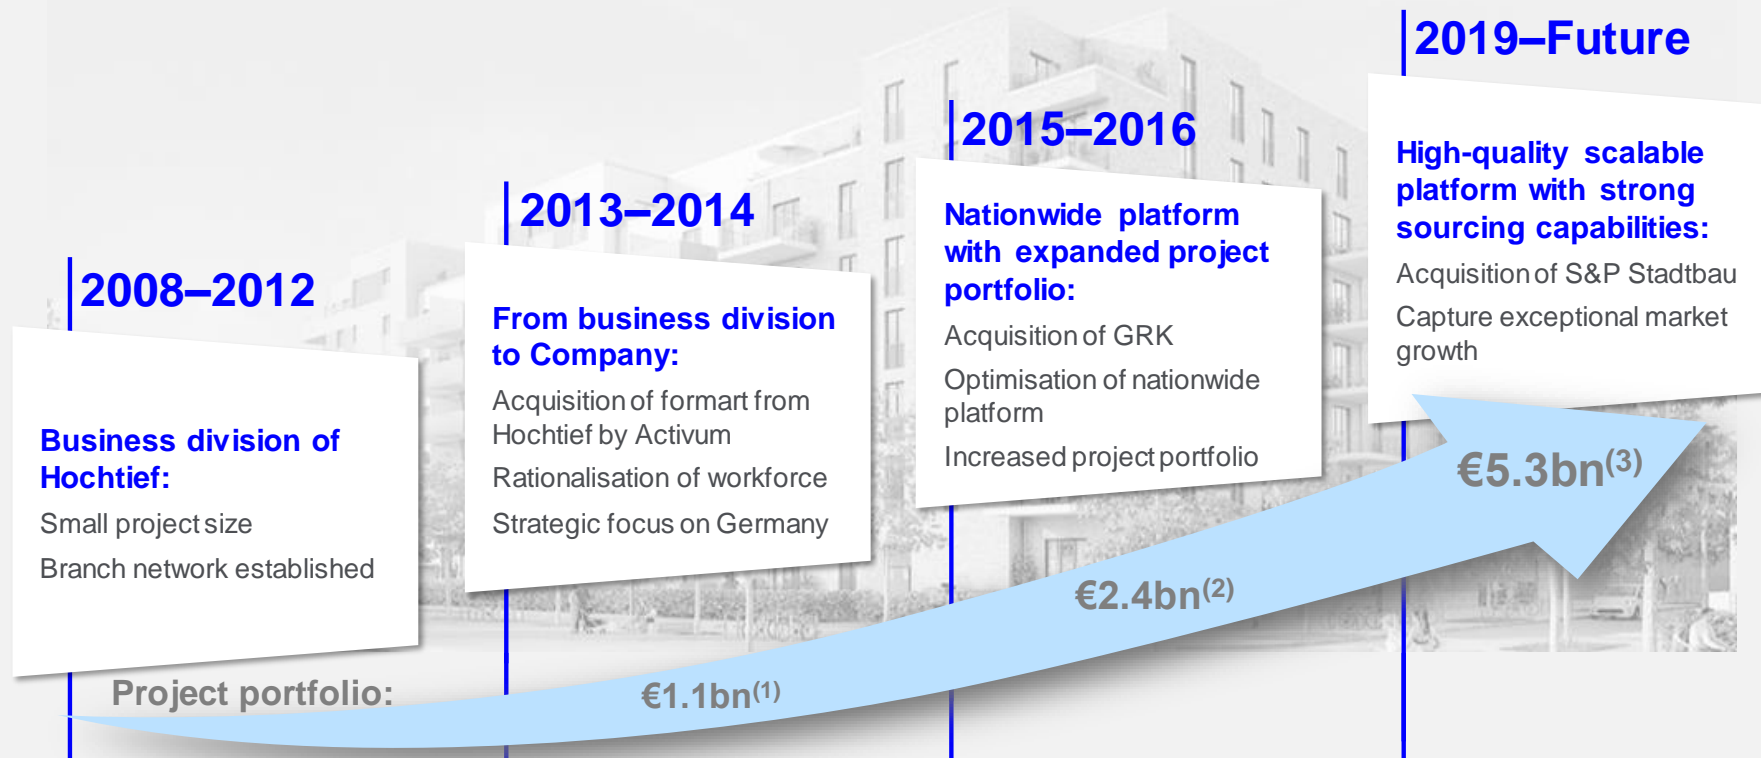 2008–2012
Business division of
Hochtief:
Small project size
Branch network established
2013–2014
From business division
to Company:
Acquisition of formart from
Hochtief by Activum
Rationalisation of workforce
Strategic focus on Germany
2015–2016
Nationwide platform
with expanded project
portfolio:
Acquisition of GRK
Optimisation of nationwide
platform
Increased project portfolio
2019–Future
High-quality scalable
platform with strong
sourcing capabilities:
Acquisition of S&P Stadtbau
Capture exceptional market
growth
Project portfolio:
€1.1bn(1)
€2.4bn(2)
€5.3bn(3)